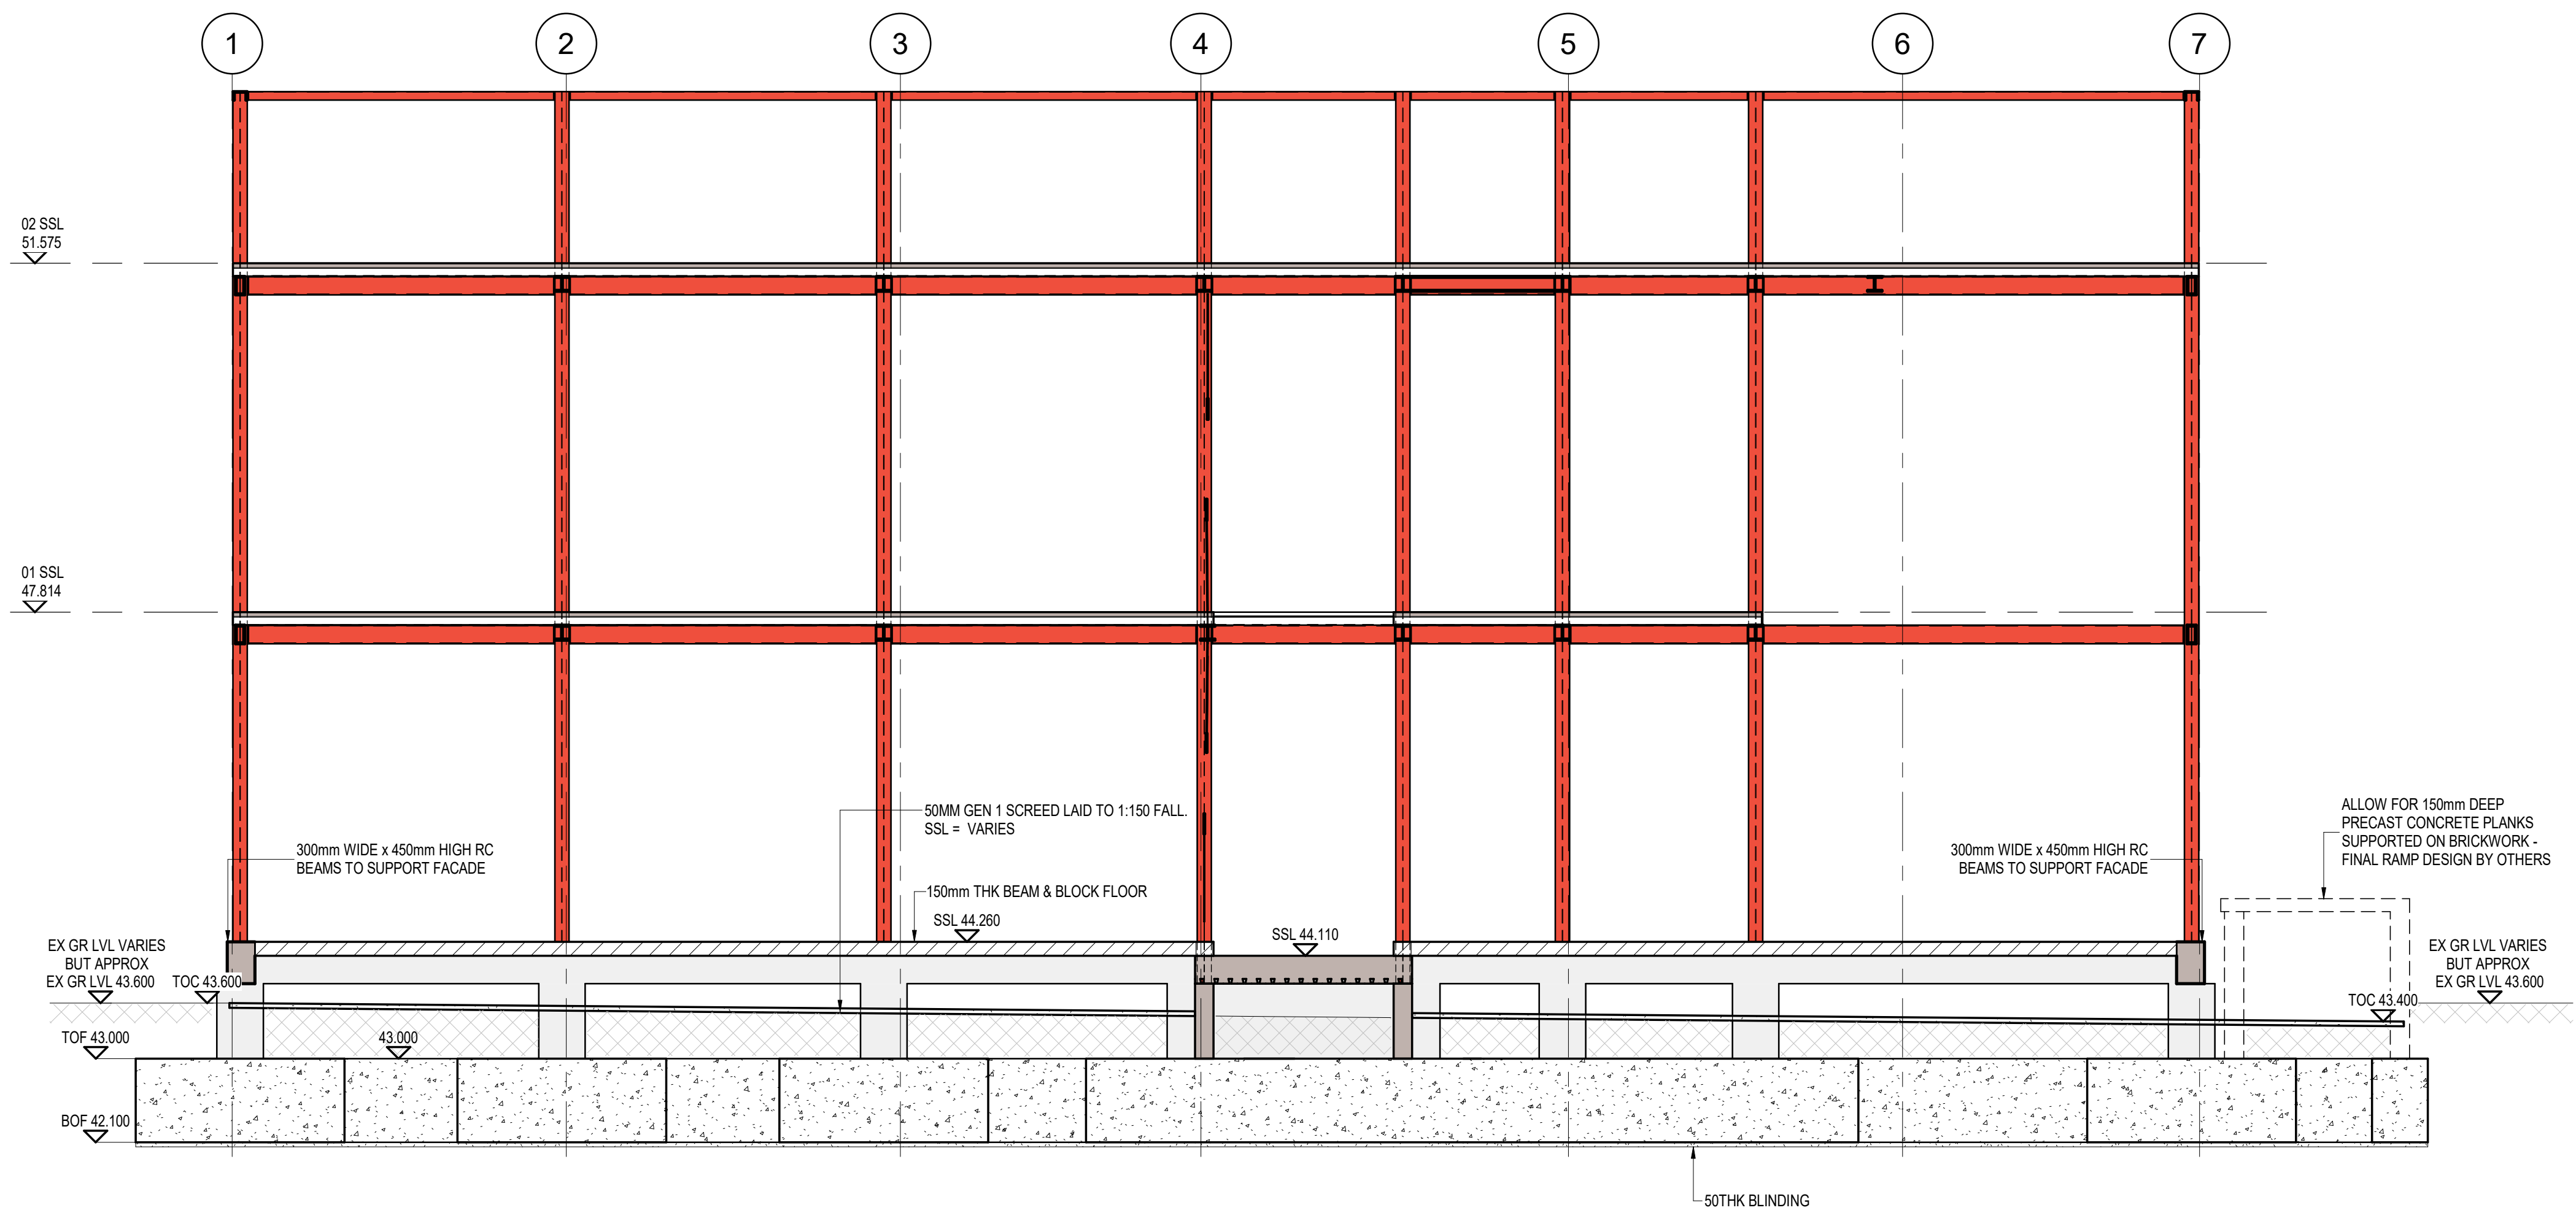 1 2 3 4 5 6 7
02 SSL
51.575
01 SSL
47.814
50MM GEN 1 SCREED LAID TO 1:150 FALL.
SSL = VARIES
300mm WIDE x 450mm HIGH RC
BEAMS TO SUPPORT FACADE
150mm THK BEAM & BLOCK FLOOR
SSL 44.260
SSL 44.110
300mm WIDE x 450mm HIGH RC
BEAMS TO SUPPORT FACADE
ALLOW FOR 150mm DEEP
PRECAST CONCRETE PLANKS
SUPPORTED ON BRICKWORK -
FINAL RAMP DESIGN BY OTHERS
EX GR LVL VARIES
BUT APPROX
EX GR LVL 43.600
TOC 43.600
EX GR LVL VARIES
BUT APPROX
EX GR LVL 43.600
TOC 43.400
TOF 43.000
43.000
BOF 42.100
50THK BLINDING